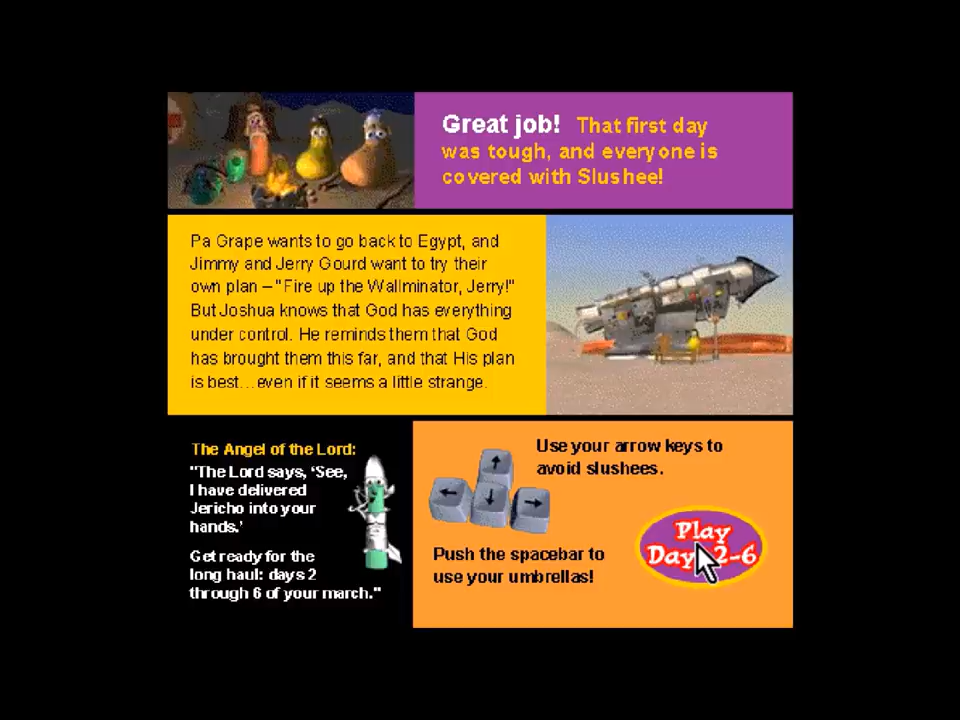 Great job! That first day
was tough, and everyone is
covered with Slushee!
Pa Grape wants to go back to Egypt, and
Jimmy and Jerry Gourd want to try their
own plan – "Fire up the Wallminator, Jerry!"
But Joshua knows that God has everything
under control. He reminds them that God
has brought them this far, and that His plan
is best...even if it seems a little strange.
The Angel of the Lord:
"The Lord says, ‘See,
I have delivered
Jericho into your
hands.’
Get ready for the
long haul: days 2
through 6 of your march."
Use your arrow keys to
avoid slushees.
Push the spacebar to
use your umbrellas!
Play
Days 2-6